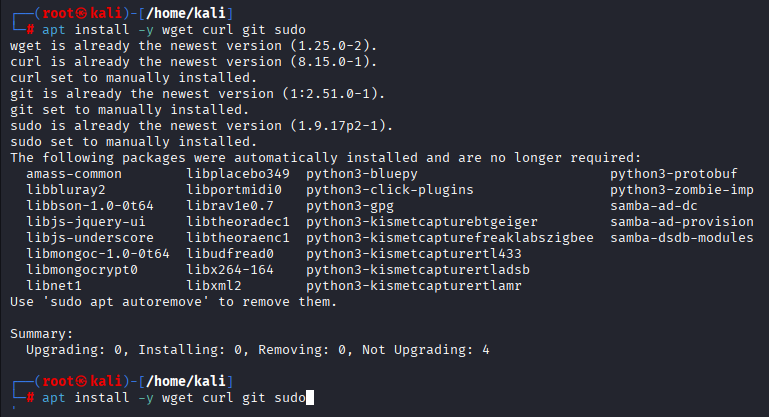 ┌──(root㉿kali)-[/home/kali]
└─# apt install -y wget curl git sudo
wget is already the newest version (1.25.0-2).
curl is already the newest version (8.15.0-1).
curl set to manually installed.
git is already the newest version (1:2.51.0-1).
git set to manually installed.
sudo is already the newest version (1.9.17p2-1).
sudo set to manually installed.
The following packages were automatically installed and are no longer required:
  amass-common        libplacebo349  python3-bluepy                       python3-protobuf
  libbluray2          libportmidi0   python3-click-plugins                python3-zombie-imp
  libbson-1.0-0t64    librav1e0.7    python3-gpg                          samba-ad-dc
  libjs-jquery-ui     libtheoradec1  python3-kismetcapturebtgeiger        samba-ad-provision
  libjs-underscore    libtheoraenc1  python3-kismetcapturefreaklabszigbee  samba-dsdb-modules
  libmongoc-1.0-0t64  libudfread0    python3-kismetcapturertl433
  libmongocrypt0      libx264-164    python3-kismetcapturertladsb
  libnet1             libxml2        python3-kismetcapturertlamr
Use 'sudo apt autoremove' to remove them.
Summary:
  Upgrading: 0, Installing: 0, Removing: 0, Not Upgrading: 4
┌──(root㉿kali)-[/home/kali]
└─# apt install -y wget curl git sudo